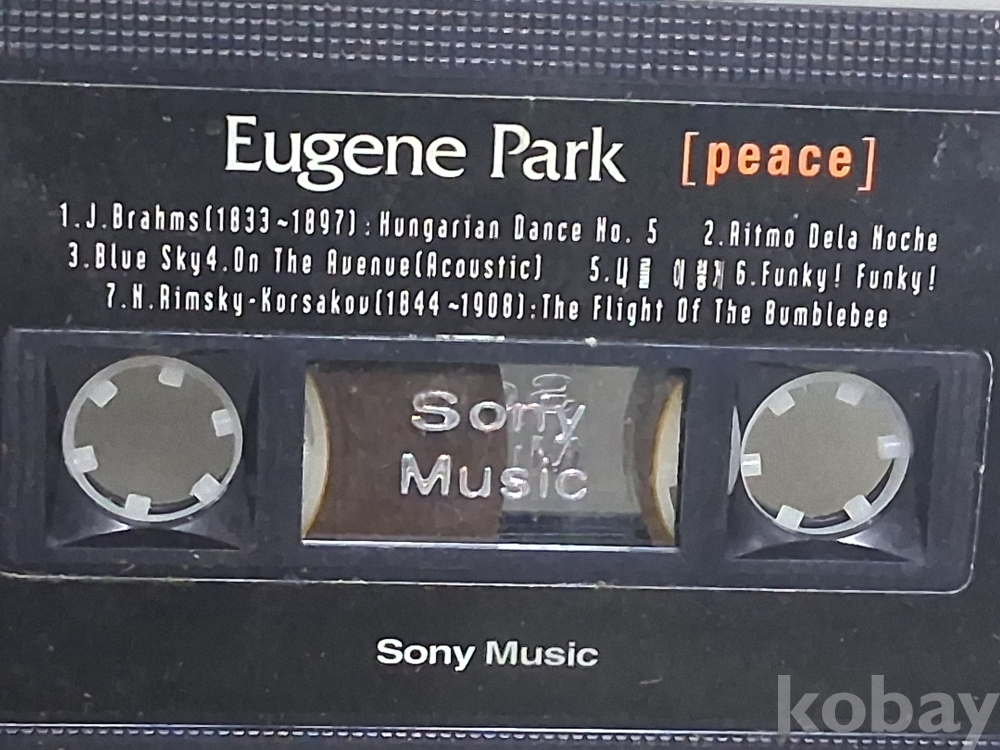 Eugene Park [peace]
1.J.Brahms(1833~1897):Hungarian Dance No. 5 2.Ritmo Dela Noche
3.Blue Sky4.On The Avenue(Acoustic) 5. 6.Funky! Funky!
7.N.Rimsky-Korsakov(1844~1908):The Flight Of The Bumblebee
Sony
Music
Sony Music
kobay